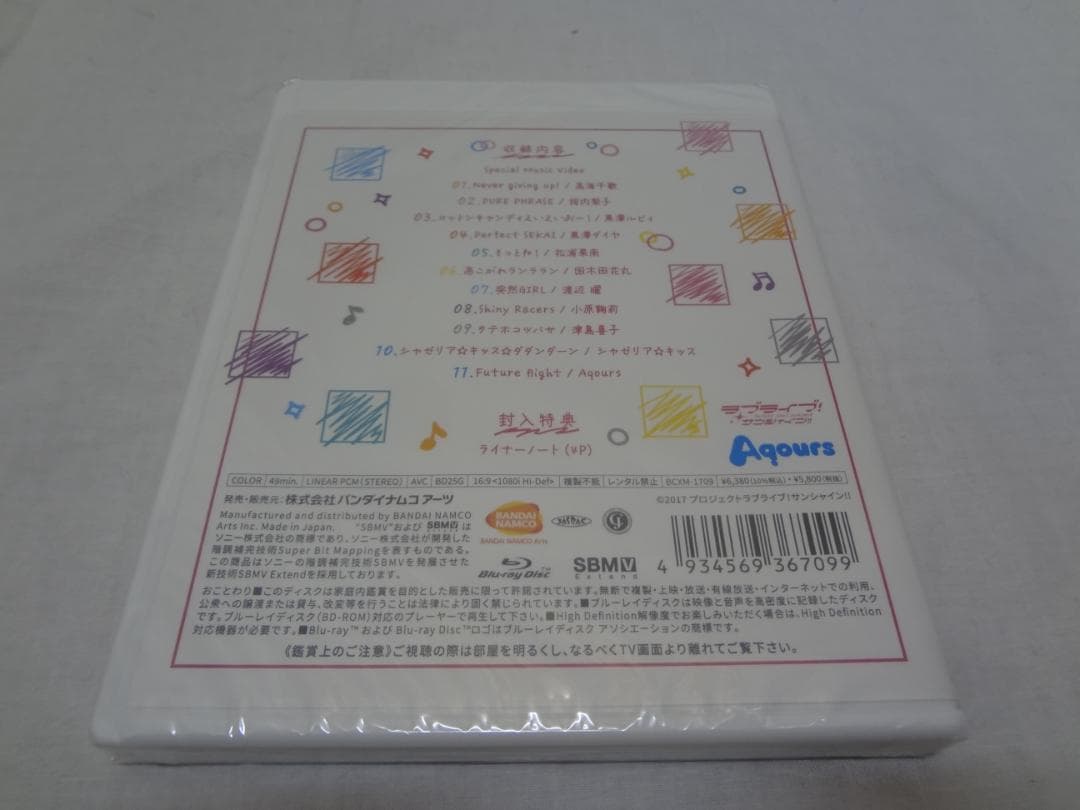 収録内容
Special Music Video
01.Never giving up! / 高海千歌
02.PURE PHRASE / 桜内梨子
03.コットンキャンディえいえいおー! / 黒澤ルビィ
04.Perfect SEKAI / 黒澤ダイヤ
05.さっとね! / 松浦果南
06.おこがれランララン / 国木田花丸
07.突然GIRL / 渡辺 曜
08.Shiny Racers / 小原鞠莉
09.タテホコツバサ / 津島善子
10.シャゼリア☆キッス☆ダダンダーン / シャゼリア☆キッス
11.Future flight / Aqours
封入特典
ライナーノート(4P)
ラブライブ!
サンシャイン!!
Aqours
COLOR 49min. LINEAR PCM(STEREO) AVC BD25G 16:9<1080i Hi-Def> 複製不能 レンタル禁止 BCXM-1709 ¥6,380(10%税込)・¥5,800(税抜)
発売・販売元:株式会社バンダイナムコアーツ
©2017 プロジェクトラブライブ!サンシャイン!!
Manufactured and distributed by BANDAI NAMCO
Arts Inc. Made in Japan. "SBMV"および SBMV は
ソニー株式会社の商標であり、ソニー株式会社が開発した
階調補完技術Super Bit Mappingを表すものである。
この商品はソニーの階調補完技術SBMVを発展させた
新技術SBMV Extendを採用しております。
BANDAI
NAMCO
BANDAI NAMCO Arts
Blu-ray Disc™
SBMV
Extend
4 934569 367099
おことわり■このディスクは家庭内鑑賞を目的とした販売に限って許諾されています。無断で複製・上映・放送・有線放送・インターネットでの利用、
公衆への譲渡または貸与、改変等を行うことは法律により固く禁じられています。■ブルーレイディスクは映像と音声を高密度に記録したディスク
です。ブルーレイディスク(BD-ROM)対応のプレーヤーで再生して下さい。■High Definition解像度でお楽しみいただく場合は、High Definition
対応機器が必要です。■Blu-ray™およびBlu-ray Disc™ロゴはブルーレイディスク アソシエーションの商標です。
《鑑賞上のご注意》ご視聴の際は部屋を明るくし、なるべくTV画面より離れてご覧下さい。